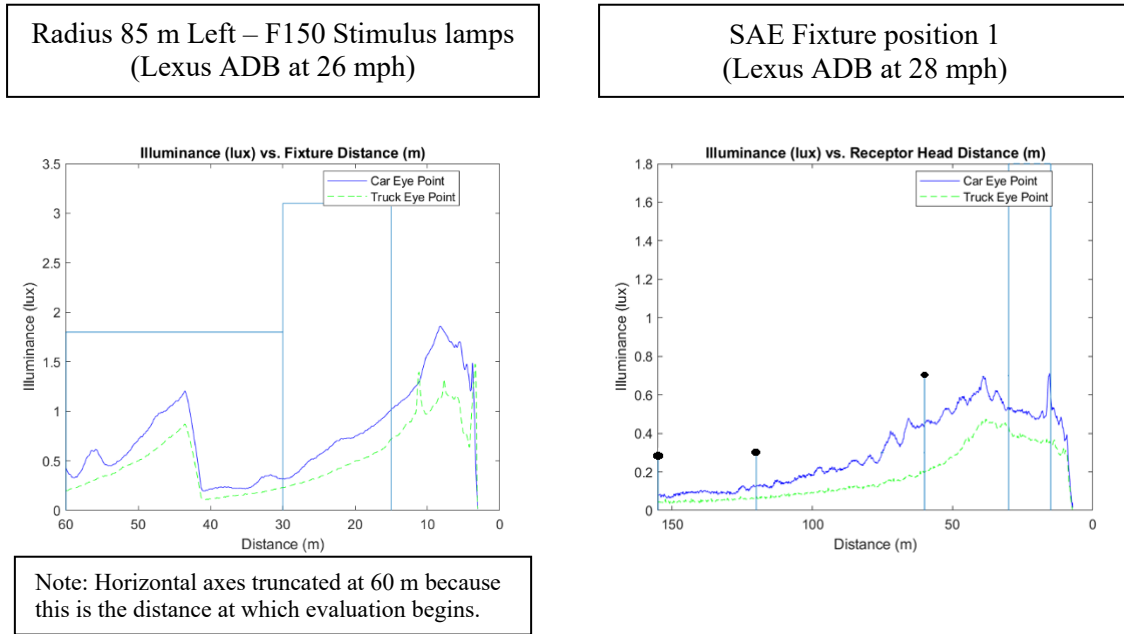 Radius 85 m Left – F150 Stimulus lamps
(Lexus ADB at 26 mph)
SAE Fixture position 1
(Lexus ADB at 28 mph)
Illuminance (lux) vs. Fixture Distance (m)
Car Eye Point
Truck Eye Point
3.5
3
2.5
2
1.5
1
0.5
0
Illuminance (lux)
60
50
40
30
20
10
0
Distance (m)
Illuminance (lux) vs. Receptor Head Distance (m)
Car Eye Point
Truck Eye Point
1.8
1.6
1.4
1.2
1
0.8
0.6
0.4
0.2
0
Illuminance (lux)
150
100
50
0
Distance (m)
Note: Horizontal axes truncated at 60 m because
this is the distance at which evaluation begins.